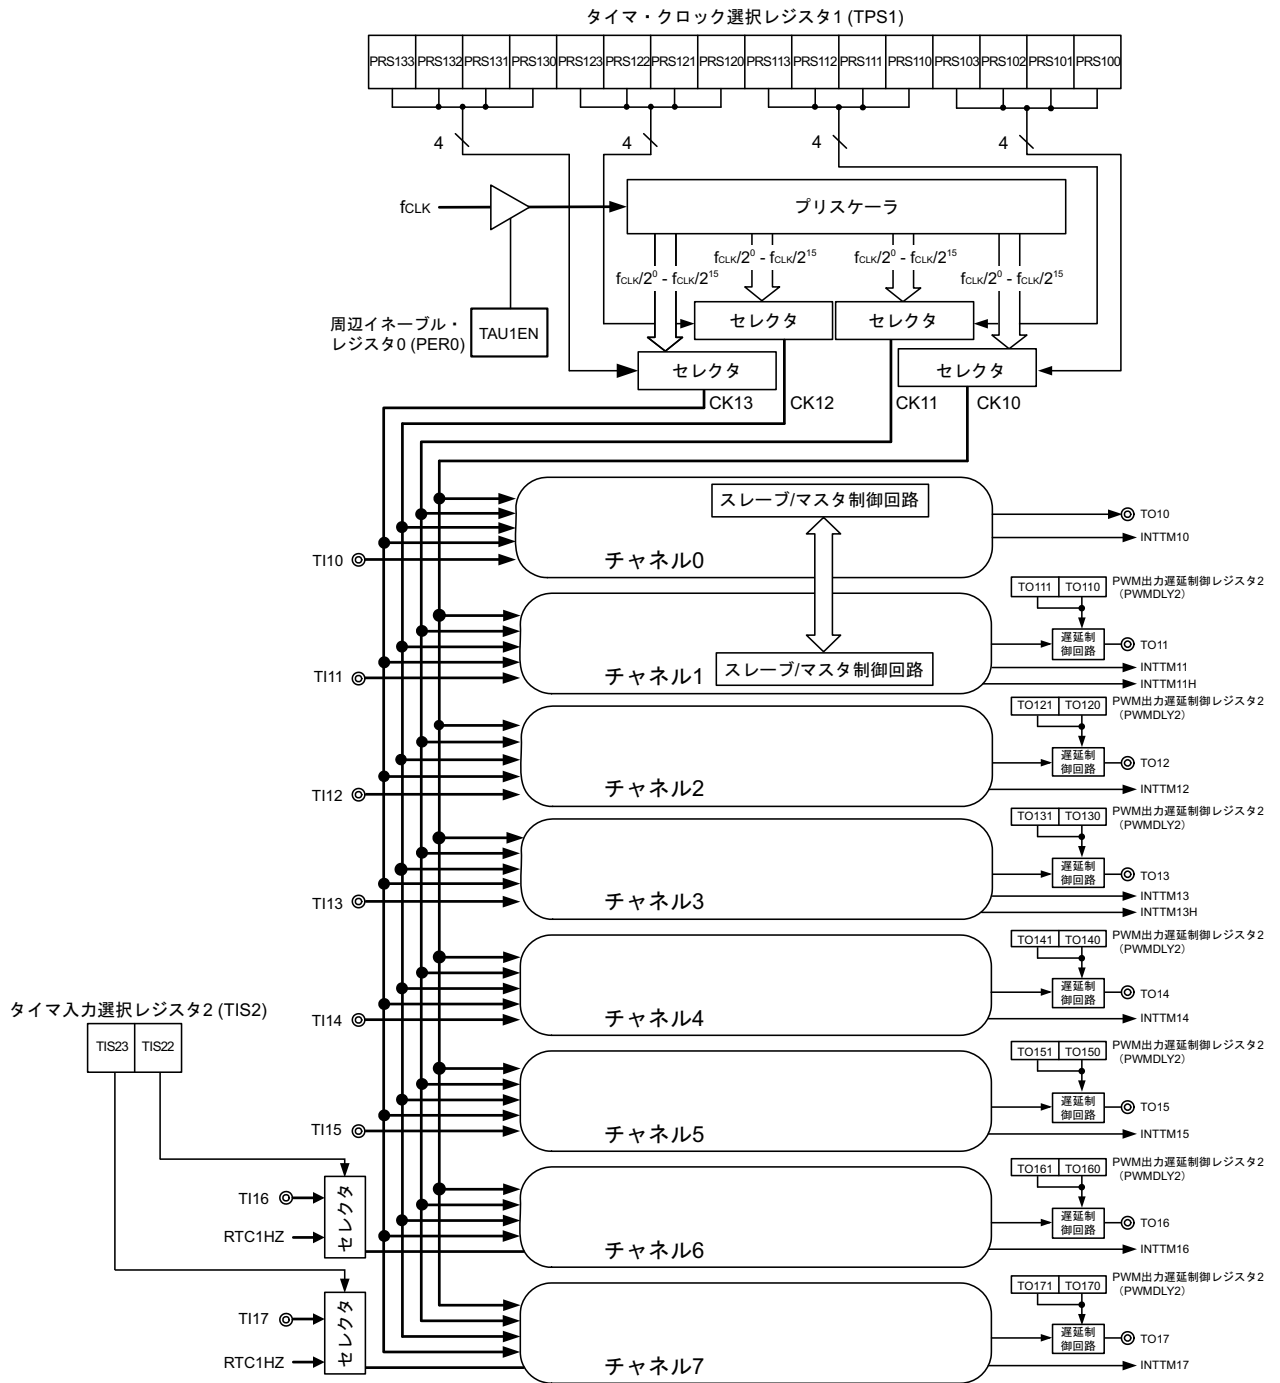 タイマ・クロック選択レジスタ1 (TPS1)
PRS133 PRS132 PRS131 PRS130 PRS123 PRS122 PRS121 PRS120 PRS113 PRS112 PRS111 PRS110 PRS103 PRS102 PRS101 PRS100
4 4 4 4
fCLK
プリスケーラ
fCLK/2⁰ - fCLK/2¹⁵ fCLK/2⁰ - fCLK/2¹⁵
fCLK/2⁰ - fCLK/2¹⁵ fCLK/2⁰ - fCLK/2¹⁵
周辺イネーブル・
レジスタ0 (PER0)
TAU1EN
セレクタ セレクタ
セレクタ セレクタ
CK13 CK12 CK11 CK10
スレーブ/マスタ制御回路
TO10
INTTM10
TI10
チャネル0
TO111 TO110
PWM出力遅延制御レジスタ2
(PWMDLY2)
遅延制
御回路
TO11
スレーブ/マスタ制御回路
INTTM11
INTTM11H
TI11
チャネル1
TO121 TO120
PWM出力遅延制御レジスタ2
(PWMDLY2)
遅延制
御回路
TO12
INTTM12
TI12
チャネル2
TO131 TO130
PWM出力遅延制御レジスタ2
(PWMDLY2)
遅延制
御回路
TO13
INTTM13
INTTM13H
TI13
チャネル3
TO141 TO140
PWM出力遅延制御レジスタ2
(PWMDLY2)
遅延制
御回路
TO14
INTTM14
TI14
チャネル4
タイマ入力選択レジスタ2 (TIS2)
TIS23 TIS22
TO151 TO150
PWM出力遅延制御レジスタ2
(PWMDLY2)
遅延制
御回路
TO15
INTTM15
TI15
チャネル5
TO161 TO160
PWM出力遅延制御レジスタ2
(PWMDLY2)
遅延制
御回路
TO16
INTTM16
TI16
RTC1HZ
セレクタ
チャネル6
TO171 TO170
PWM出力遅延制御レジスタ2
(PWMDLY2)
遅延制
御回路
TO17
INTTM17
TI17
RTC1HZ
セレクタ
チャネル7